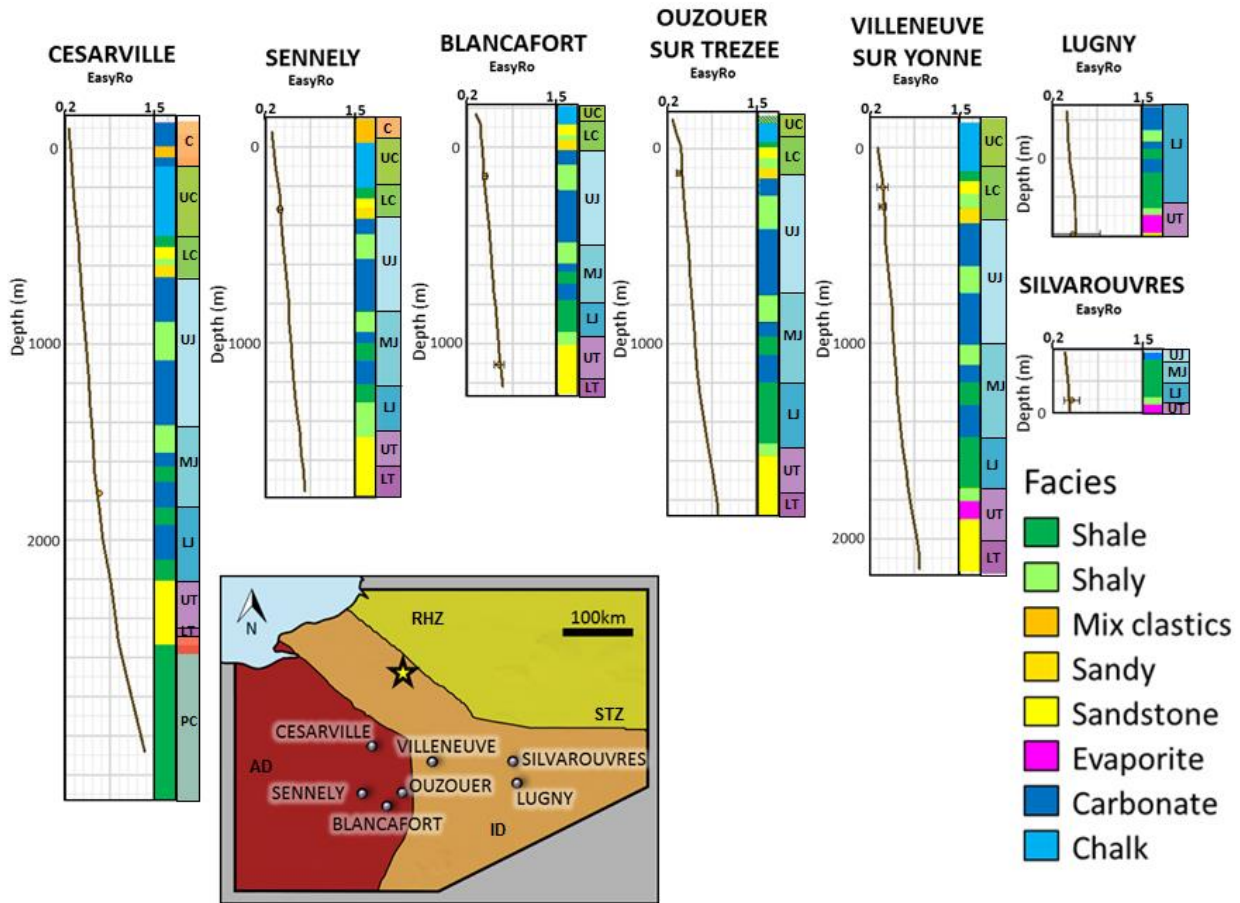 CESARVILLE
EasyRo
0,2 1,5
Depth (m)
0
1000
2000
C
UC
LC
UJ
MJ
LJ
UT
LT
PC
SENNELY
EasyRo
0,2 1,5
Depth (m)
0
1000
C
UC
LC
UJ
MJ
LJ
UT
LT
BLANCAFORT
EasyRo
0,2 1,5
Depth (m)
0
1000
UC
LC
UJ
MJ
LJ
UT
LT
OUZOUER
SUR TREZEE
EasyRo
0,2 1,5
Depth (m)
0
1000
UC
LC
UJ
MJ
LJ
UT
LT
VILLENEUVE
SUR YONNE
EasyRo
0,2 1,5
Depth (m)
0
1000
2000
UC
LC
UJ
MJ
LJ
UT
LT
LUGNY
EasyRo
0,2 1,5
Depth (m)
0
LJ
UT
SILVAROUVRES
EasyRo
0,2 1,5
Depth (m)
0
UJ
MJ
LJ
UT
Facies
Shale
Shaly
Mix clastics
Sandy
Sandstone
Evaporite
Carbonate
Chalk
N
RHZ
100km
STZ
CESARVILLE
VILLENEUVE
SILVAROUVRES
AD
SENNELY
OUZOUER
LUGNY
BLANCAFORT
ID